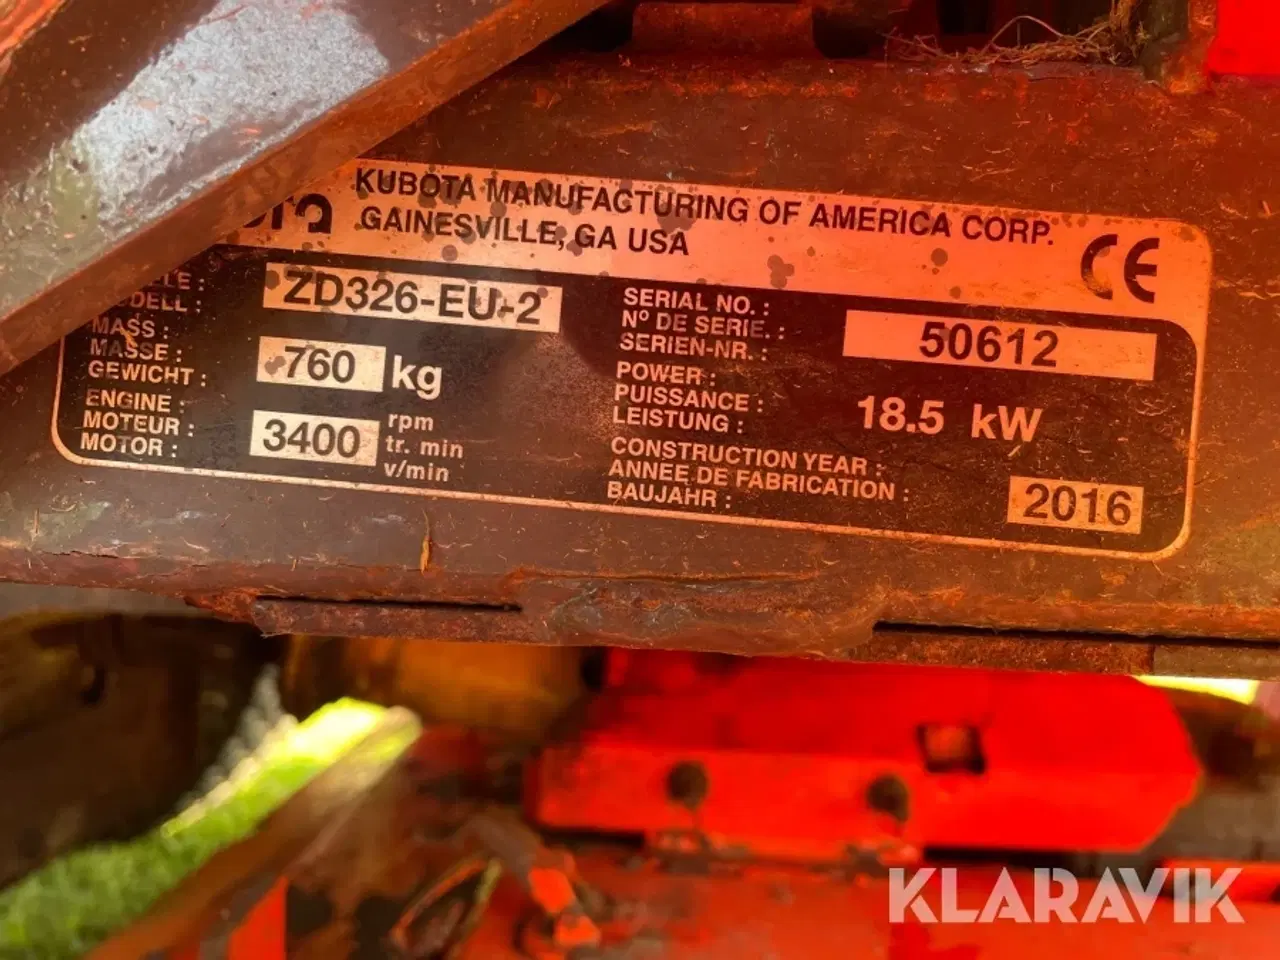 KUBOTA MANUFACTURING OF AMERICA CORP.
GAINESVILLE, GA USA
CE
ZD326-EU-2
MASS :
MASSE :
GEWICHT :
760 kg
ENGINE :
MOTEUR :
MOTOR :
3400
rpm
tr. min
v/min
SERIAL NO. :
Nº DE SERIE. :
SERIEN-NR. :
50612
POWER :
PUISSANCE :
LEISTUNG :
18.5 kW
CONSTRUCTION YEAR :
ANNEE DE FABRICATION :
BAUJAHR :
2016
KLARAVIK